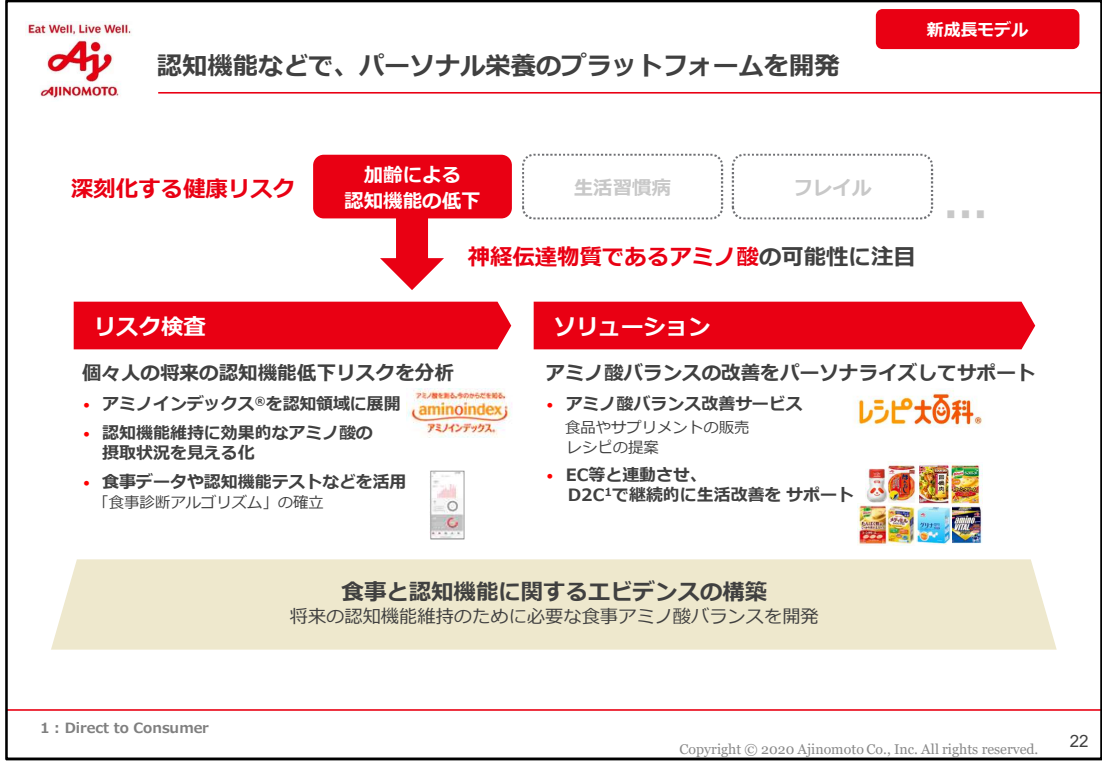 Eat Well, Live Well.
AJINOMOTO.
新成長モデル
認知機能などで、パーソナル栄養のプラットフォームを開発
深刻化する健康リスク
加齢による
認知機能の低下
生活習慣病
フレイル
...
神経伝達物質であるアミノ酸の可能性に注目
リスク検査
個々人の将来の認知機能低下リスクを分析
• アミノインデックス®を認知領域に展開
• 認知機能維持に効果的なアミノ酸の
摂取状況を見える化
• 食事データや認知機能テストなどを活用
「食事診断アルゴリズム」の確立
アミノ酸を測る。今のからだを知る。
aminoindex
アミノインデックス。
ソリューション
アミノ酸バランスの改善をパーソナライズしてサポート
• アミノ酸バランス改善サービス
食品やサプリメントの販売
レシピの提案
• EC等と連動させ、
D2C¹で継続的に生活改善を サポート
レシピ大百科®
amino
VITAL
食事と認知機能に関するエビデンスの構築
将来の認知機能維持のために必要な食事アミノ酸バランスを開発
1：Direct to Consumer
Copyright © 2020 Ajinomoto Co., Inc. All rights reserved.
22